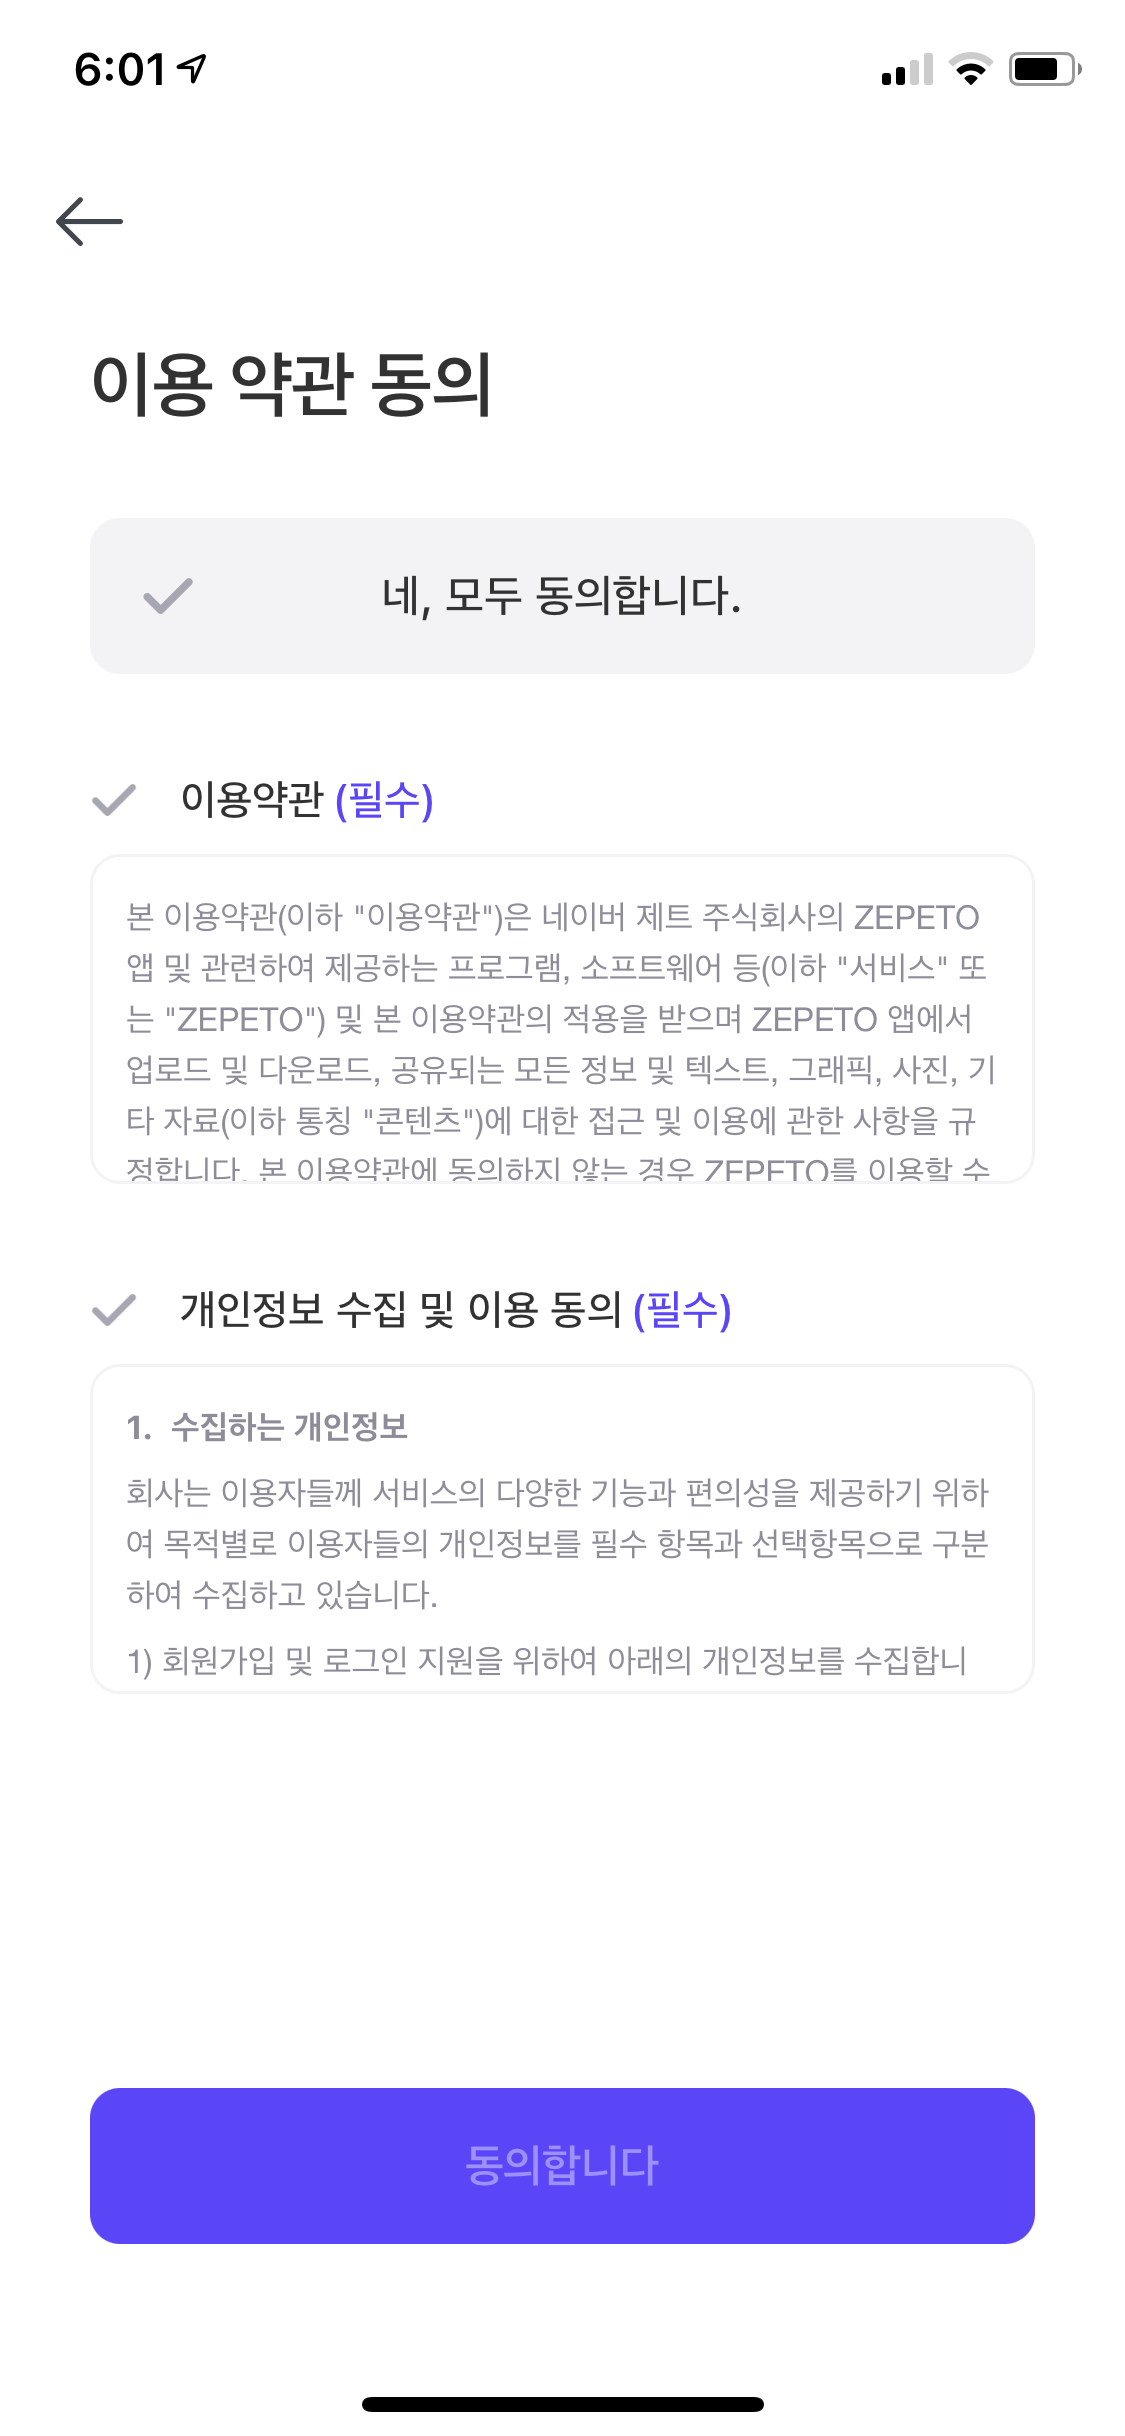 6:01
이용 약관 동의
네, 모두 동의합니다.
이용약관 (필수)
본 이용약관(이하 "이용약관")은 네이버 제트 주식회사의 ZEPETO
앱 및 관련하여 제공하는 프로그램, 소프트웨어 등(이하 "서비스" 또
는 "ZEPETO") 및 본 이용약관의 적용을 받으며 ZEPETO 앱에서
업로드 및 다운로드, 공유되는 모든 정보 및 텍스트, 그래픽, 사진, 기
타 자료(이하 통칭 "콘텐츠")에 대한 접근 및 이용에 관한 사항을 규
정합니다. 본 이용약관에 동의하지 않는 경우 ZEPETO를 이용할 수
개인정보 수집 및 이용 동의 (필수)
1. 수집하는 개인정보
회사는 이용자들께 서비스의 다양한 기능과 편의성을 제공하기 위하
여 목적별로 이용자들의 개인정보를 필수 항목과 선택항목으로 구분
하여 수집하고 있습니다.
1) 회원가입 및 로그인 지원을 위하여 아래의 개인정보를 수집합니
동의합니다